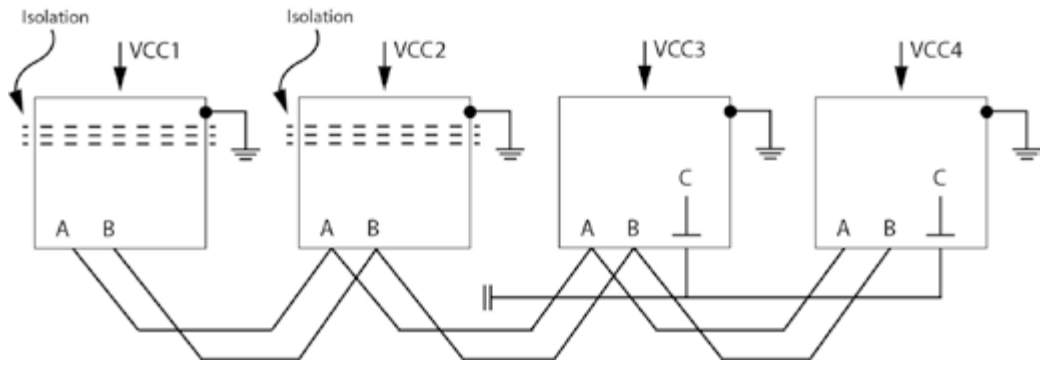 Isolation
Isolation
VCC1
VCC2
VCC3
VCC4
C
C
A B
A B
A B
A B